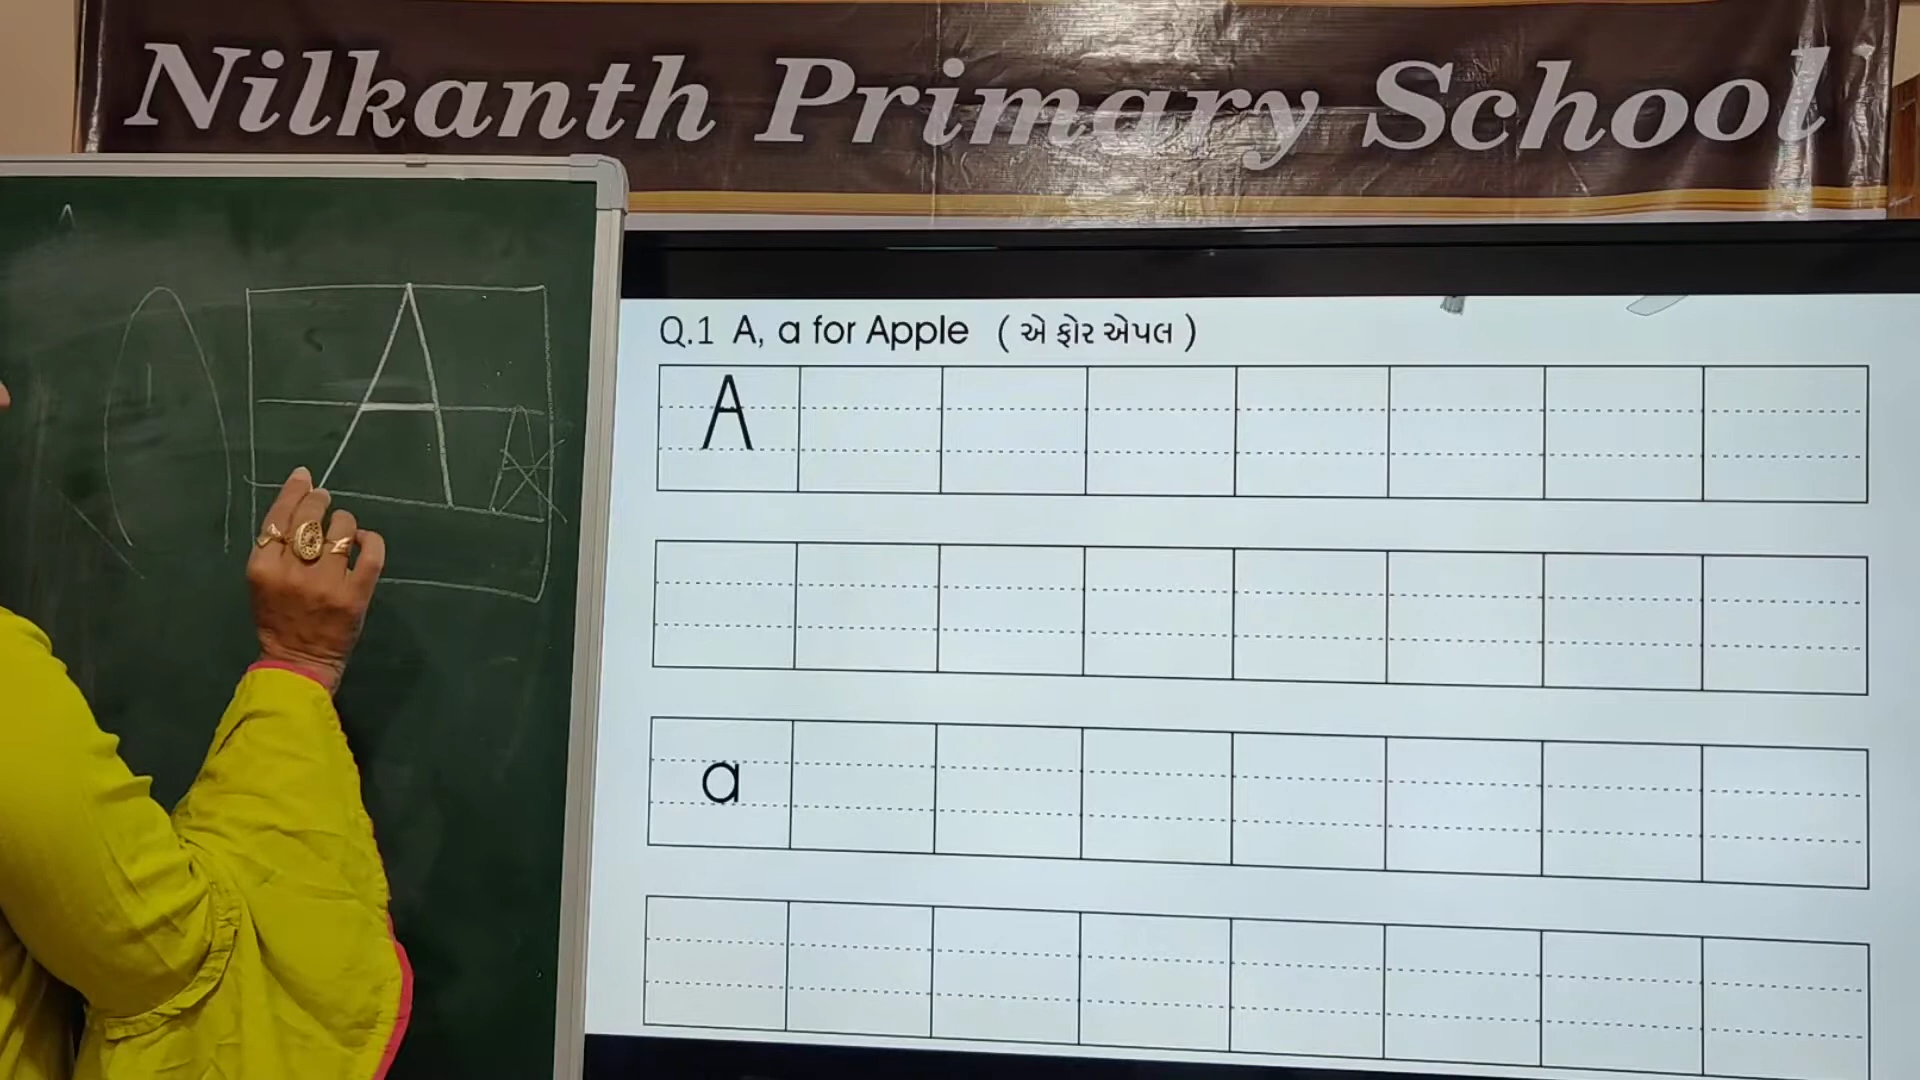 Nilkanth Primary School
A
A
Q.1 A, a for Apple ( એ ફોર એપલ )
A
a